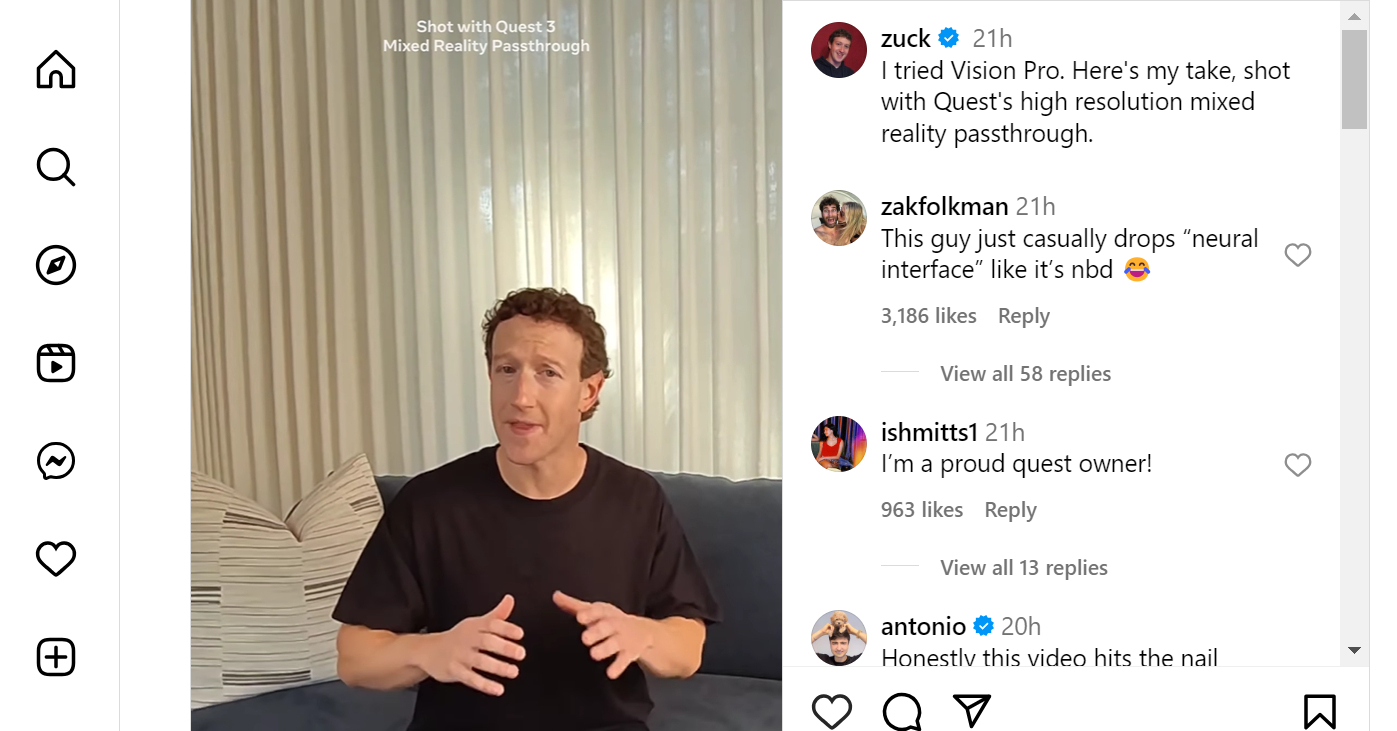 Shot with Quest 3
Mixed Reality Passthrough
zuck 21h
I tried Vision Pro. Here's my take, shot
with Quest's high resolution mixed
reality passthrough.
zakfolkman 21h
This guy just casually drops “neural
interface” like it’s nbd 😂
3,186 likes Reply
View all 58 replies
ishmitts1 21h
I’m a proud quest owner!
963 likes Reply
View all 13 replies
antonio 20h
Honestly this video hits the nail